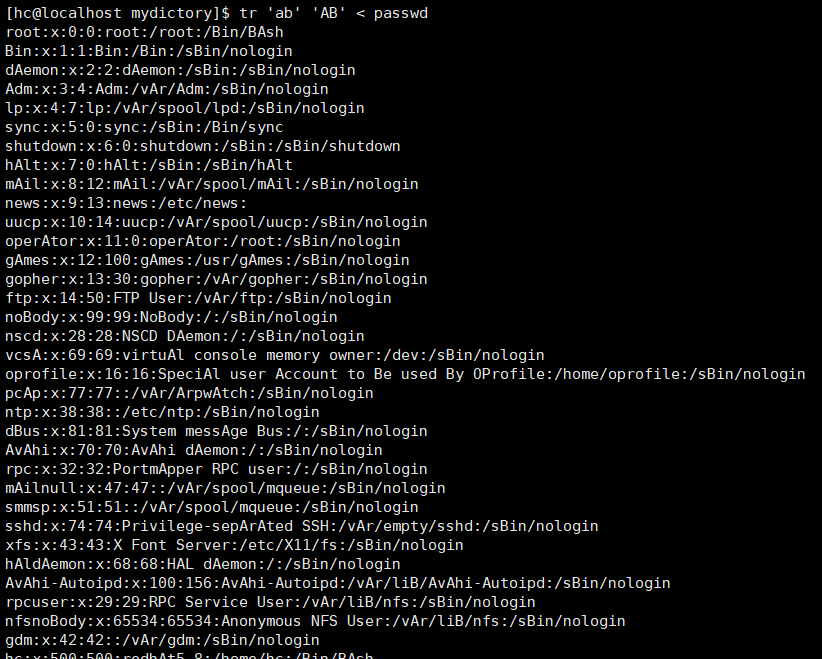 [hc@localhost mydictory]$ tr 'ab' 'AB' < passwd
root:x:0:0:root:/root:/Bin/BAsh
Bin:x:1:1:Bin:/Bin:/sBin/nologin
dAemon:x:2:2:dAemon:/sBin:/sBin/nologin
Adm:x:3:4:Adm:/vAr/Adm:/sBin/nologin
lp:x:4:7:lp:/vAr/spool/lpd:/sBin/nologin
sync:x:5:0:sync:/sBin:/Bin/sync
shutdown:x:6:0:shutdown:/sBin:/sBin/shutdown
hAlt:x:7:0:hAlt:/sBin:/sBin/hAlt
mAil:x:8:12:mAil:/vAr/spool/mAil:/sBin/nologin
news:x:9:13:news:/etc/news:
uucp:x:10:14:uucp:/vAr/spool/uucp:/sBin/nologin
operAtor:x:11:0:operAtor:/root:/sBin/nologin
gAmes:x:12:100:gAmes:/usr/gAmes:/sBin/nologin
gopher:x:13:30:gopher:/vAr/gopher:/sBin/nologin
ftp:x:14:50:FTP User:/vAr/ftp:/sBin/nologin
noBody:x:99:99:NoBody:/:/sBin/nologin
nscd:x:28:28:NSCD DAemon:/:/sBin/nologin
vcsA:x:69:69:virtuAl console memory owner:/dev:/sBin/nologin
oprofile:x:16:16:SpeciAl user Account to Be used By OProfile:/home/oprofile:/sBin/nologin
pcAp:x:77:77::/vAr/ArpwAtch:/sBin/nologin
ntp:x:38:38::/etc/ntp:/sBin/nologin
dBus:x:81:81:System messAge Bus:/:/sBin/nologin
AvAhi:x:70:70:AvAhi dAemon:/:/sBin/nologin
rpc:x:32:32:PortmApper RPC user:/:/sBin/nologin
mAilnull:x:47:47::/vAr/spool/mqueue:/sBin/nologin
smmsp:x:51:51::/vAr/spool/mqueue:/sBin/nologin
sshd:x:74:74:Privilege-sepArAted SSH:/vAr/empty/sshd:/sBin/nologin
xfs:x:43:43:X Font Server:/etc/X11/fs:/sBin/nologin
hAldAemon:x:68:68:HAL dAemon:/:/sBin/nologin
AvAhi-Autoipd:x:100:156:AvAhi-Autoipd:/vAr/liB/AvAhi-Autoipd:/sBin/nologin
rpcuser:x:29:29:RPC Service User:/vAr/liB/nfs:/sBin/nologin
nfsnoBody:x:65534:65534:Anonymous NFS User:/vAr/liB/nfs:/sBin/nologin
gdm:x:42:42::/vAr/gdm:/sBin/nologin
hc:x:500:500:redhAt5.8:/home/hc:/Bin/BAsh